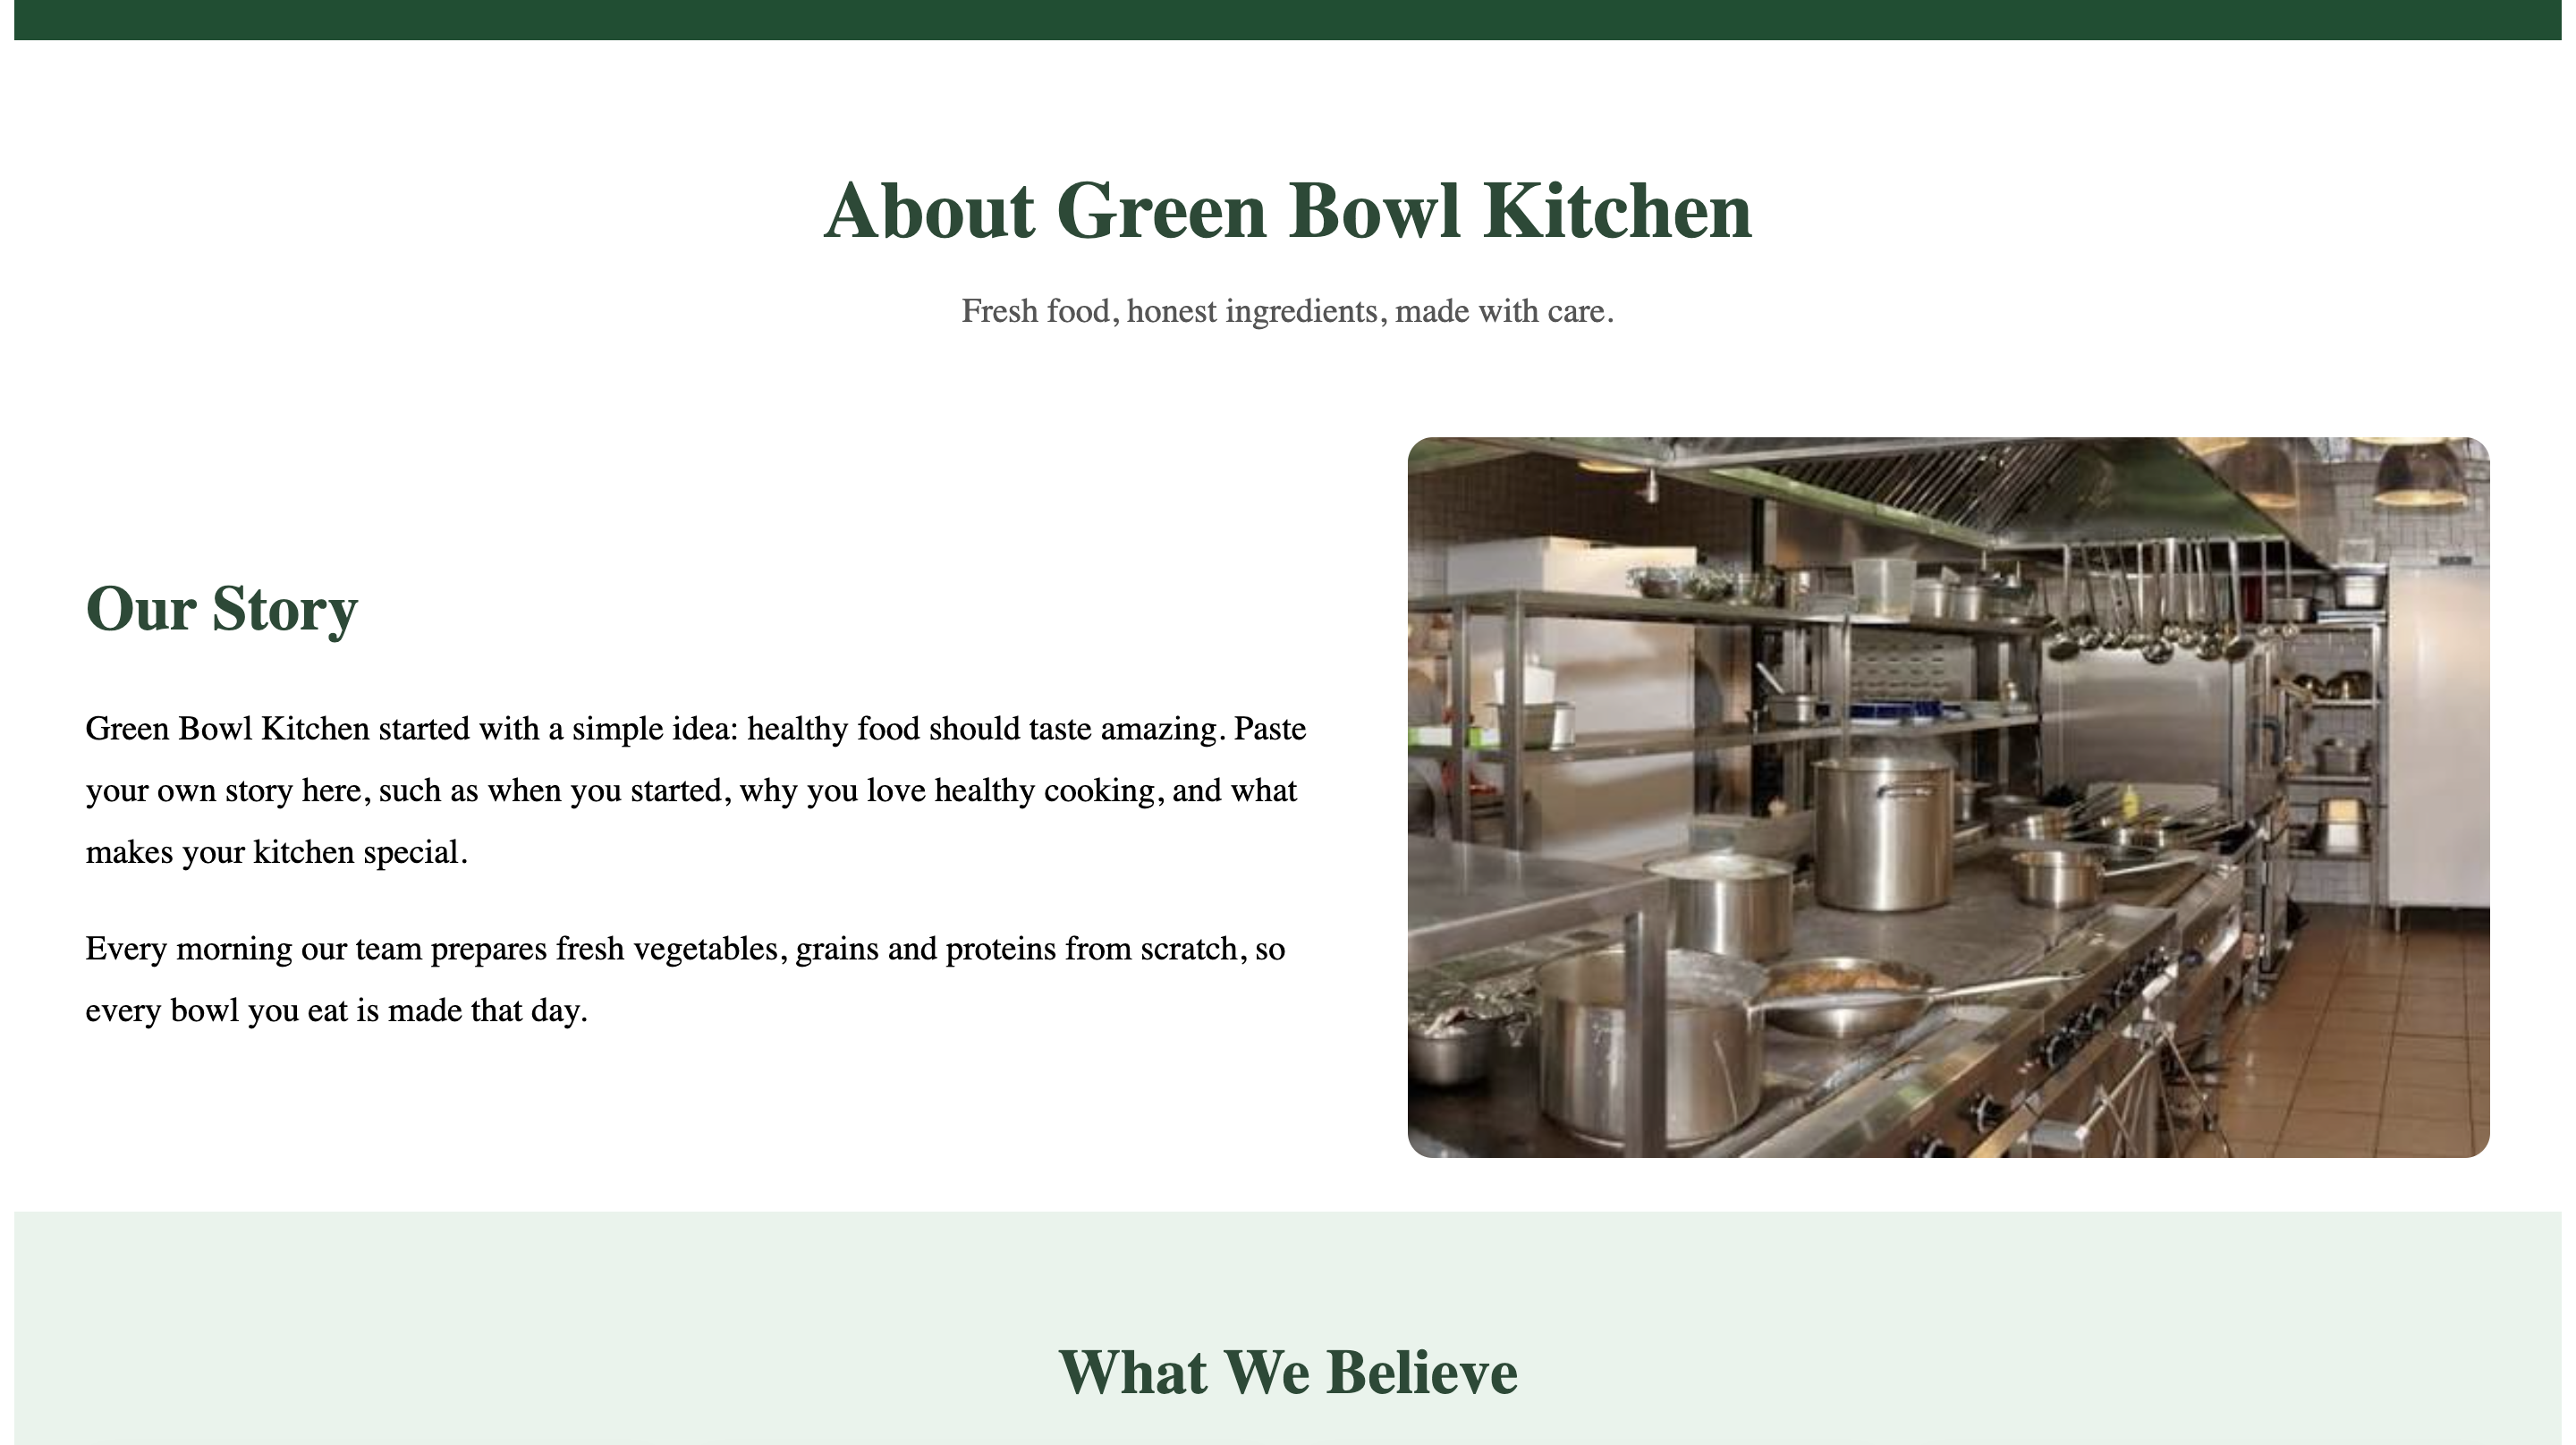 About Green Bowl Kitchen
Fresh food, honest ingredients, made with care.
Our Story
Green Bowl Kitchen started with a simple idea: healthy food should taste amazing. Paste
your own story here, such as when you started, why you love healthy cooking, and what
makes your kitchen special.
Every morning our team prepares fresh vegetables, grains and proteins from scratch, so
every bowl you eat is made that day.
What We Believe